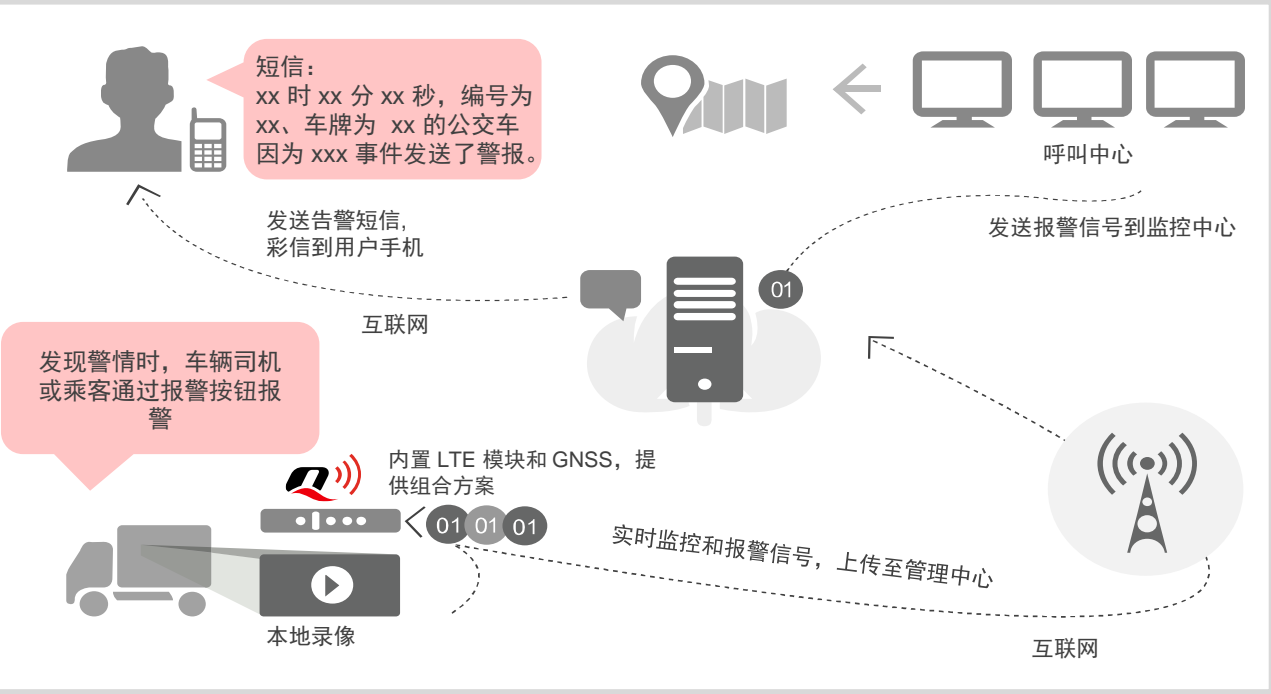 短信：
xx 时 xx 分 xx 秒，编号为
xx、车牌为 xx 的公交车
因为 xxx 事件发送了警报。
呼叫中心
发送告警短信,
彩信到用户手机
发送报警信号到监控中心
01
互联网
发现警情时，车辆司机
或乘客通过报警按钮报
警
内置 LTE 模块和 GNSS，提
供组合方案
01 01 01
实时监控和报警信号，上传至管理中心
本地录像
互联网